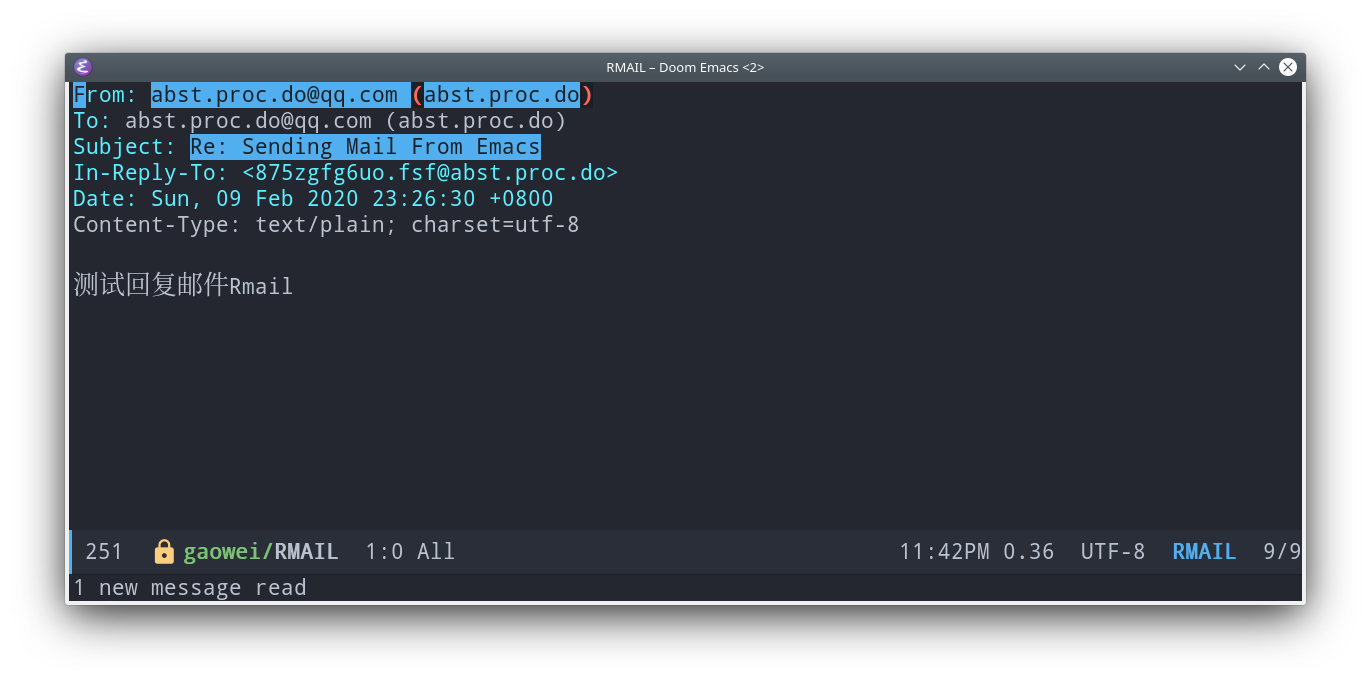 RMAIL – Doom Emacs <2>
From: abst.proc.do@qq.com (abst.proc.do)
To: abst.proc.do@qq.com (abst.proc.do)
Subject: Re: Sending Mail From Emacs
In-Reply-To: <875zgfg6uo.fsf@abst.proc.do>
Date: Sun, 09 Feb 2020 23:26:30 +0800
Content-Type: text/plain; charset=utf-8
测试回复邮件Rmail
251 gaowei/RMAIL 1:0 All 11:42PM 0.36 UTF-8 RMAIL 9/9
1 new message read